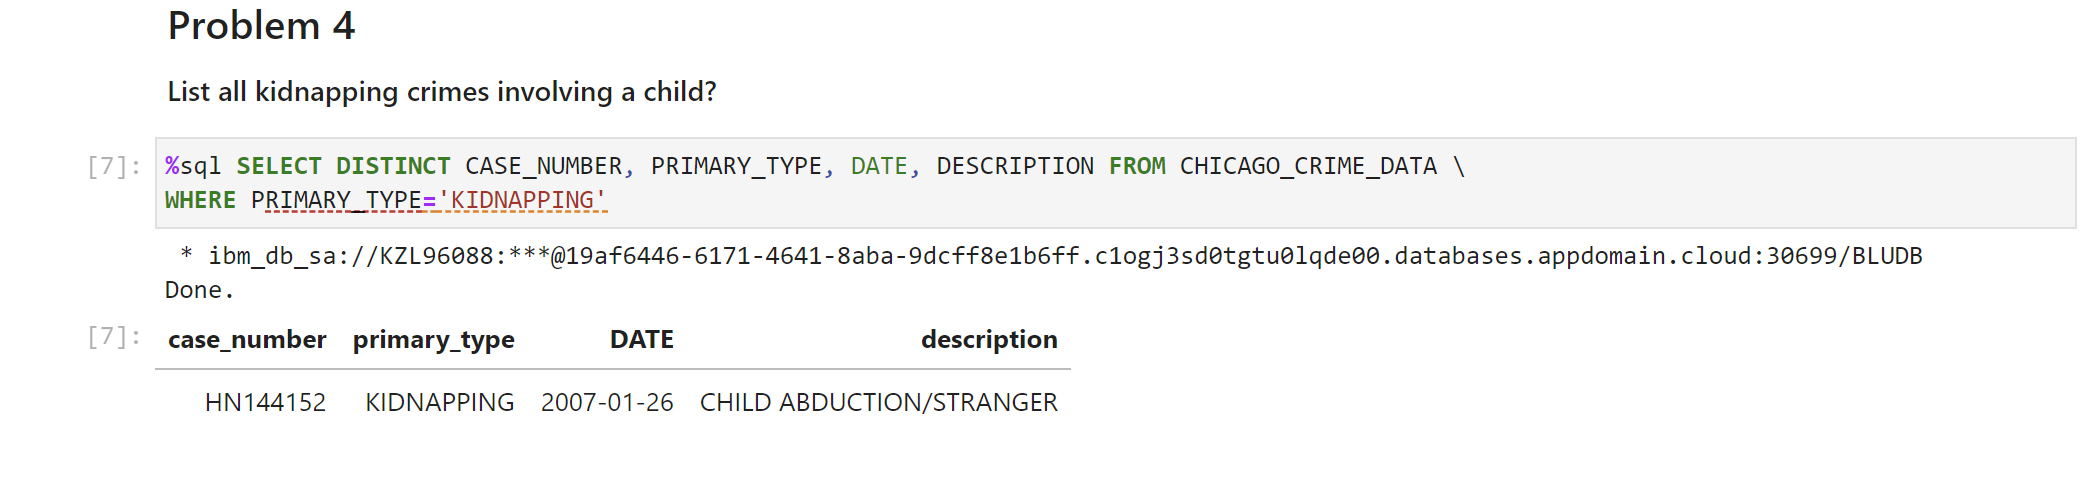 Problem 4
List all kidnapping crimes involving a child?
[7]: %sql SELECT DISTINCT CASE_NUMBER, PRIMARY_TYPE, DATE, DESCRIPTION FROM CHICAGO_CRIME_DATA \
WHERE PRIMARY_TYPE='KIDNAPPING'
* ibm_db_sa://KZL96088:***@19af6446-6171-4641-8aba-9dcff8e1b6ff.c1ogj3sd0tgtu0lqde00.databases.appdomain.cloud:30699/BLUDB
Done.
[7]: case_number primary_type DATE description
HN144152 KIDNAPPING 2007-01-26 CHILD ABDUCTION/STRANGER